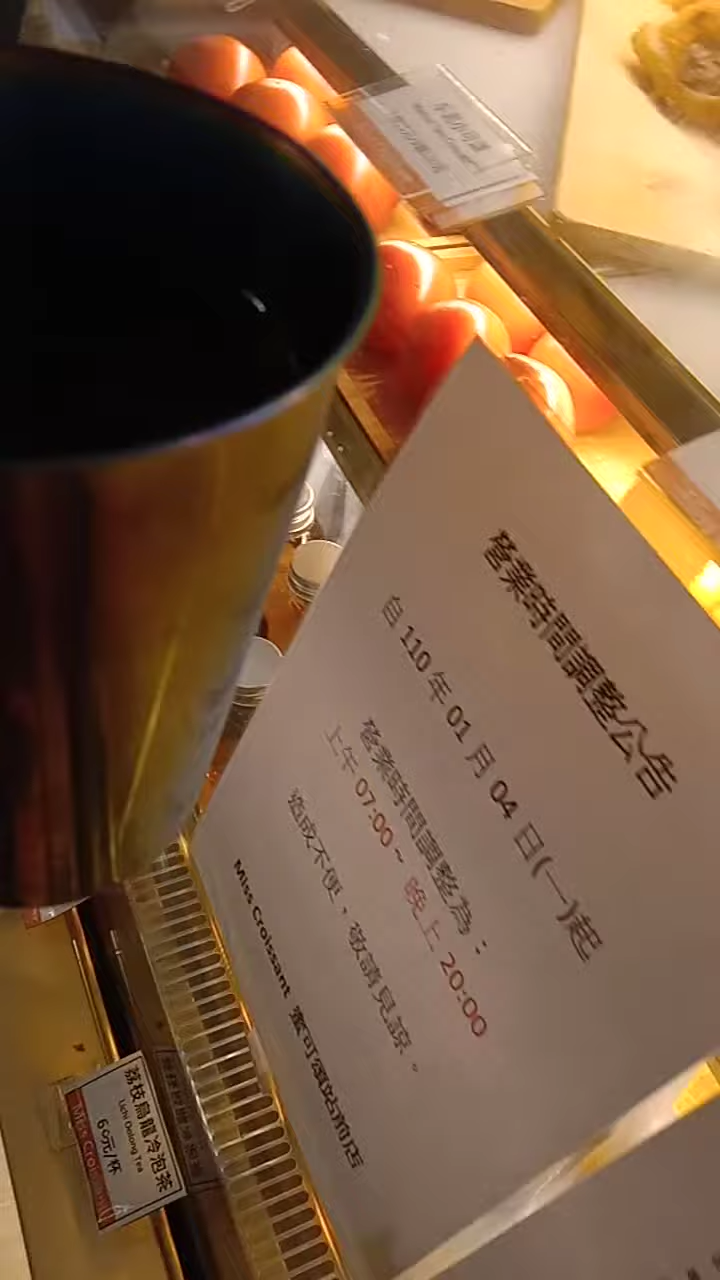 營業時間調整公告
自 110 年 01 月 04 日(一)起
營業時間調整為：
上午 07:00 ~ 晚上 20:00
造成不便，敬請見諒。
Miss Croissant 蜜可頌站前店
荔枝烏龍冷泡茶
Lichi Oolong Tea
60元/杯
Miss Croissant